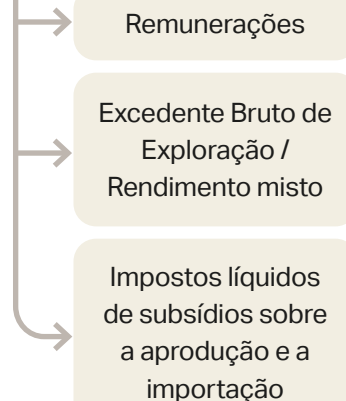 Remunerações
Excedente Bruto de
Exploração /
Rendimento misto
Impostos líquidos
de subsídios sobre
a aprodução e a
importação